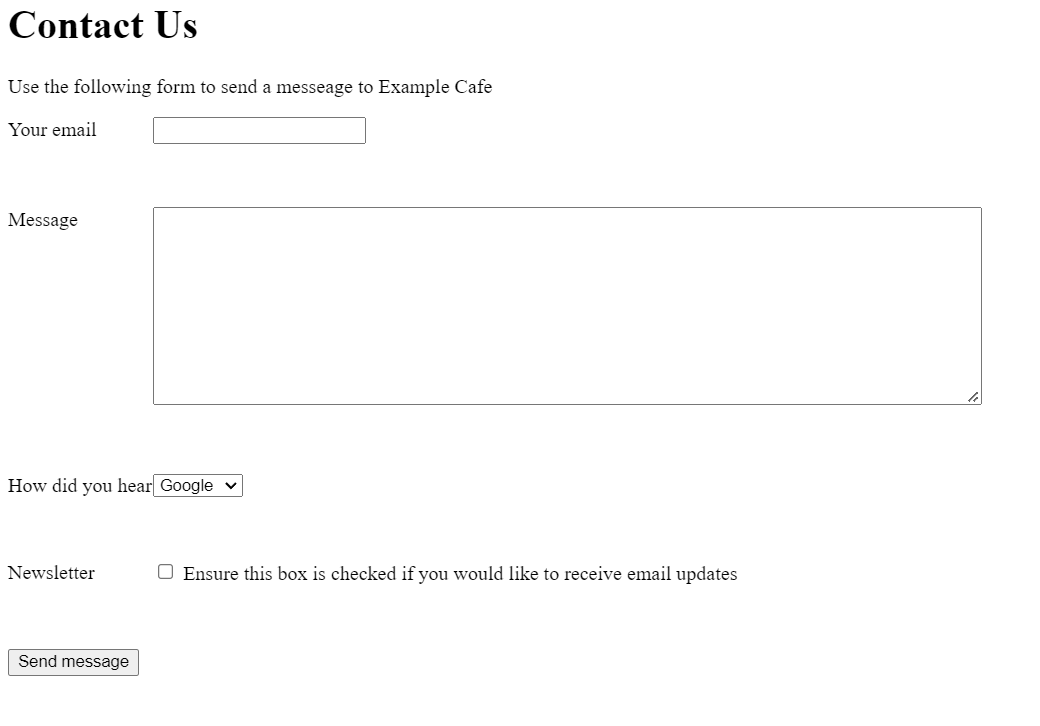 Contact Us
Use the following form to send a messeage to Example Cafe
Your email
Message
How did you hear Google
Newsletter Ensure this box is checked if you would like to receive email updates
Send message